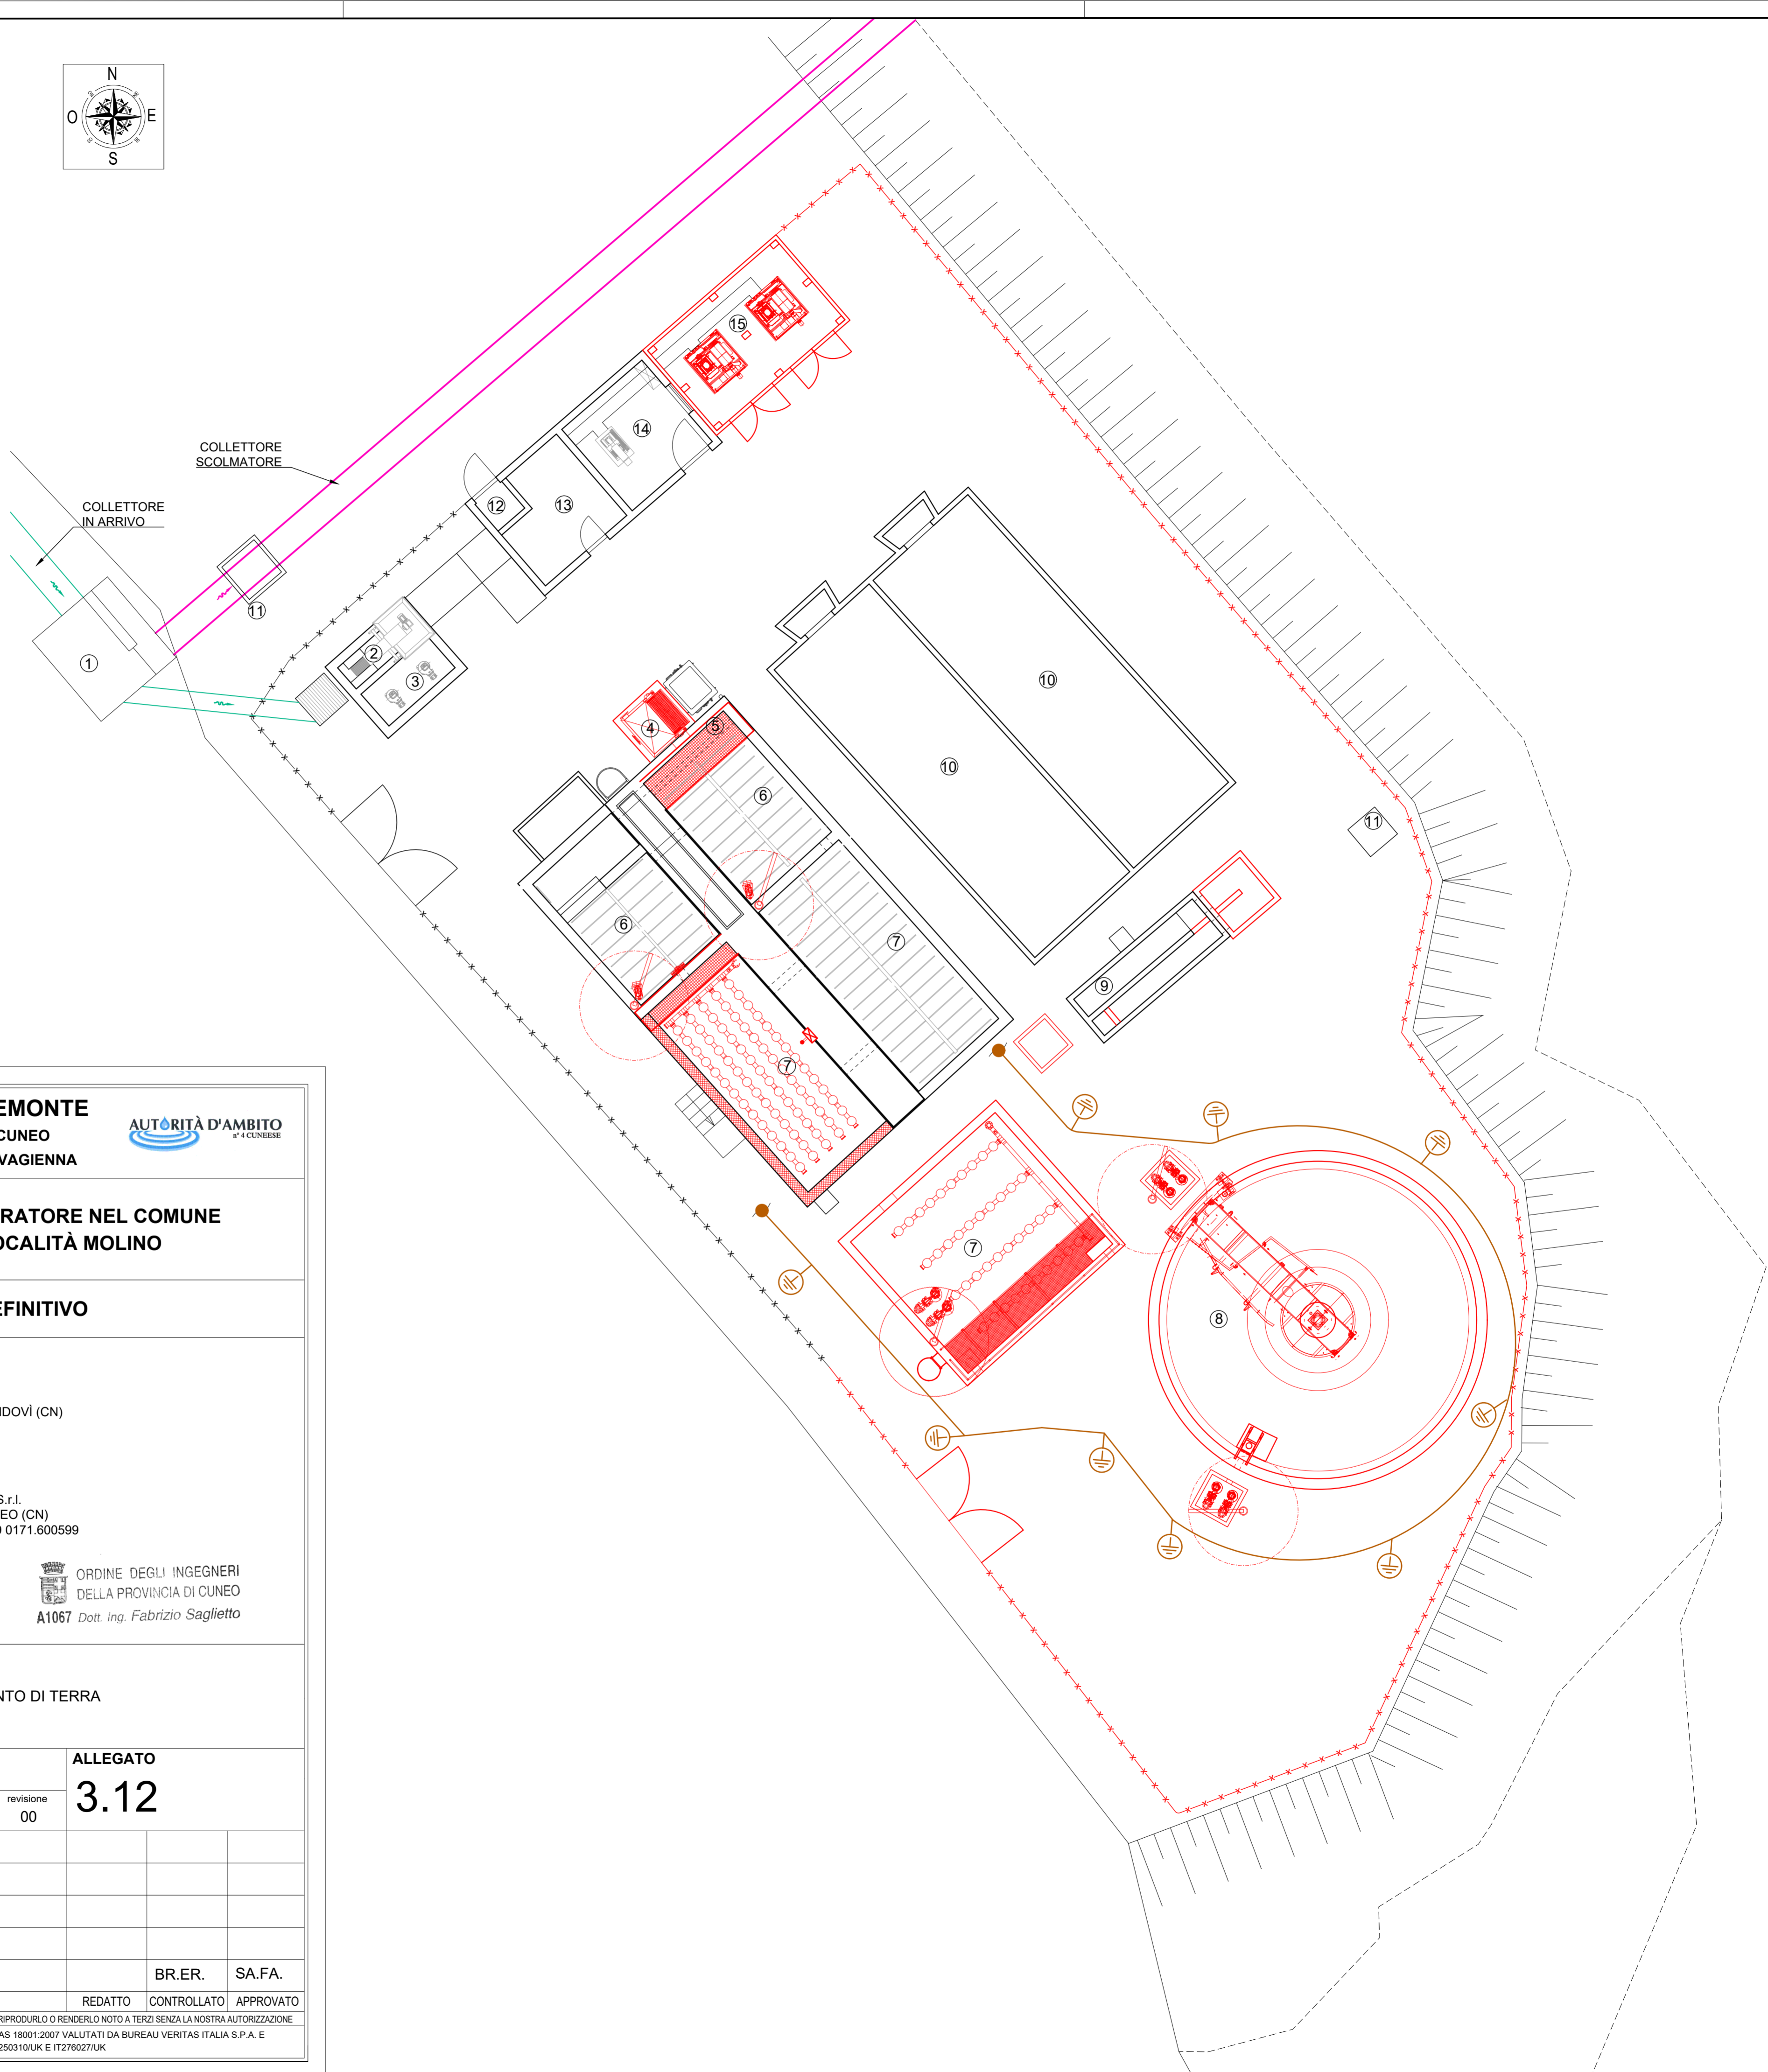 N
O
E
S
COLLETTORE
SCOLMATORE
COLLETTORE
IN ARRIVO
1
11
2
3
12
13
14
15
4
5
6
6
7
7
10
10
11
9
7
8
EMONTE
CUNEO
VAGIENNA
AUTORITÀ D'AMBITO
n° 4 CUNEESE
RATORE NEL COMUNE
OCALITÀ MOLINO
EFINITIVO
NDOVÌ (CN)
S.r.l.
EO (CN)
0171.600599
ORDINE DEGLI INGEGNERI
DELLA PROVINCIA DI CUNEO
A1067 Dott. Ing. Fabrizio Saglietto
NTO DI TERRA
ALLEGATO
3.12
revisione
00
BR.ER. SA.FA.
REDATTO CONTROLLATO APPROVATO
RIPRODURLO O RENDERLO NOTO A TERZI SENZA LA NOSTRA AUTORIZZAZIONE
AS 18001:2007 VALUTATI DA BUREAU VERITAS ITALIA S.P.A. E
250310/UK E IT276027/UK